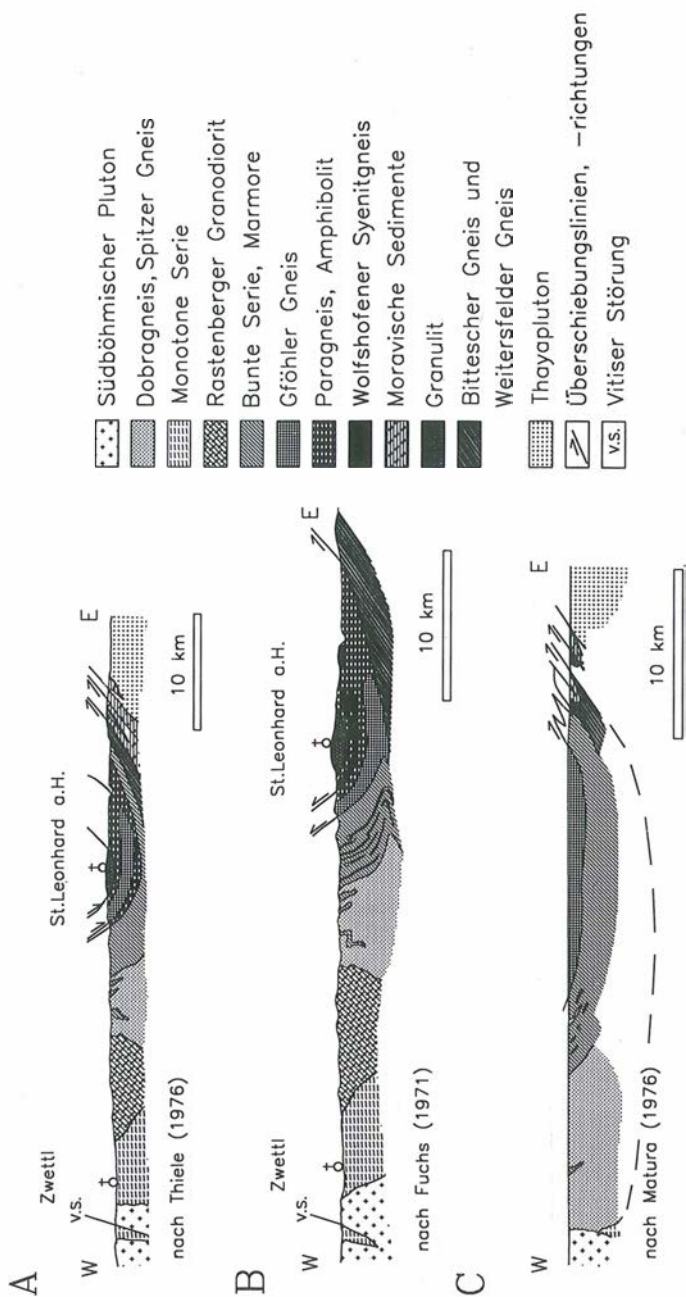 A
Zwettl
St.Leonhard a.H.
W
v.s.
E
nach Thiele (1976)
10 km
B
Zwettl
St.Leonhard a.H.
W
v.s.
E
nach Fuchs (1971)
10 km
C
W
E
nach Matura (1976)
10 km
Südböhmischer Pluton
Dobragneis, Spitzer Gneis
Monotone Serie
Rastenberger Granodiorit
Bunte Serie, Marmore
Gföhler Gneis
Paragneis, Amphibolit
Wolfshofener Syenitgneis
Moravische Sedimente
Granulit
Bittescher Gneis und
Weitersfelder Gneis
Thayapluton
Überschiebungslinien, –richtungen
v.s. Vitiser Störung